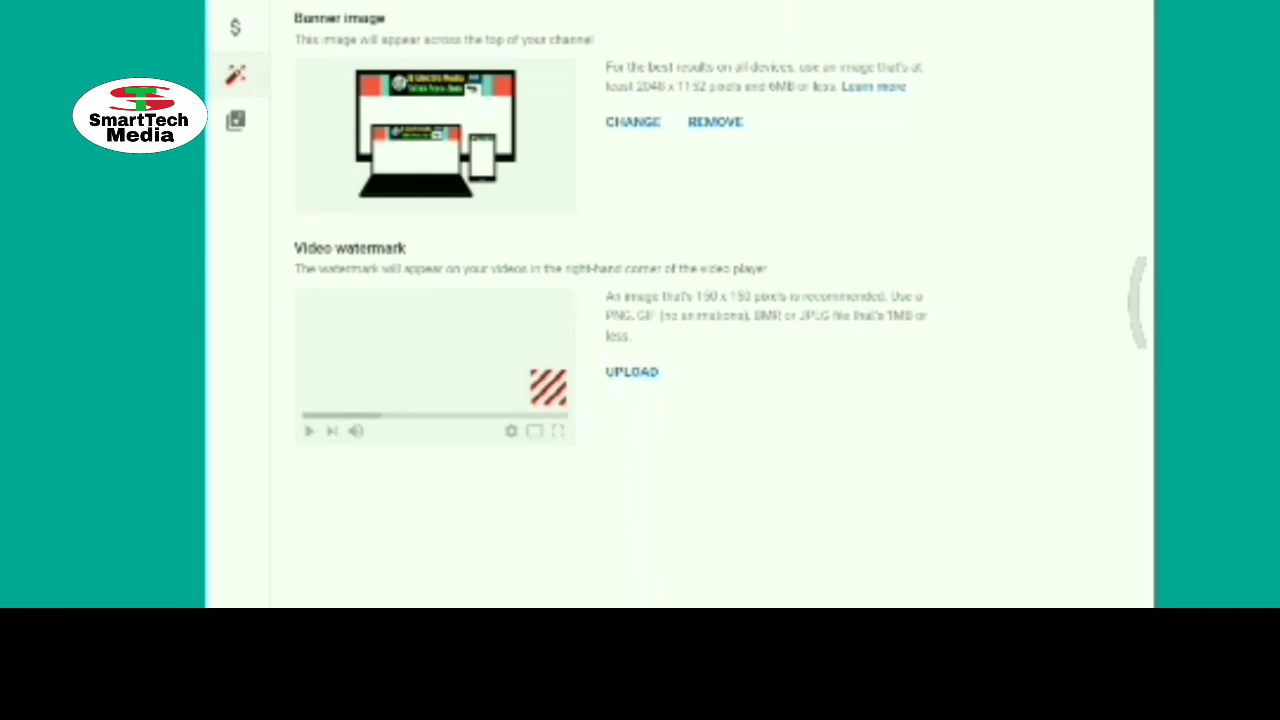 $
Banner image
This image will appear across the top of your channel
For the best results on all devices, use an image that's at
least 2048 x 1152 pixels and 6MB or less. Learn more
CHANGE REMOVE
SmartTech
Media
Video watermark
The watermark will appear on your videos in the right-hand corner of the video player
An image that's 150 x 150 pixels is recommended. Use a
PNG, GIF (no animations), BMP, or JPEG file that's 1MB or
less.
UPLOAD